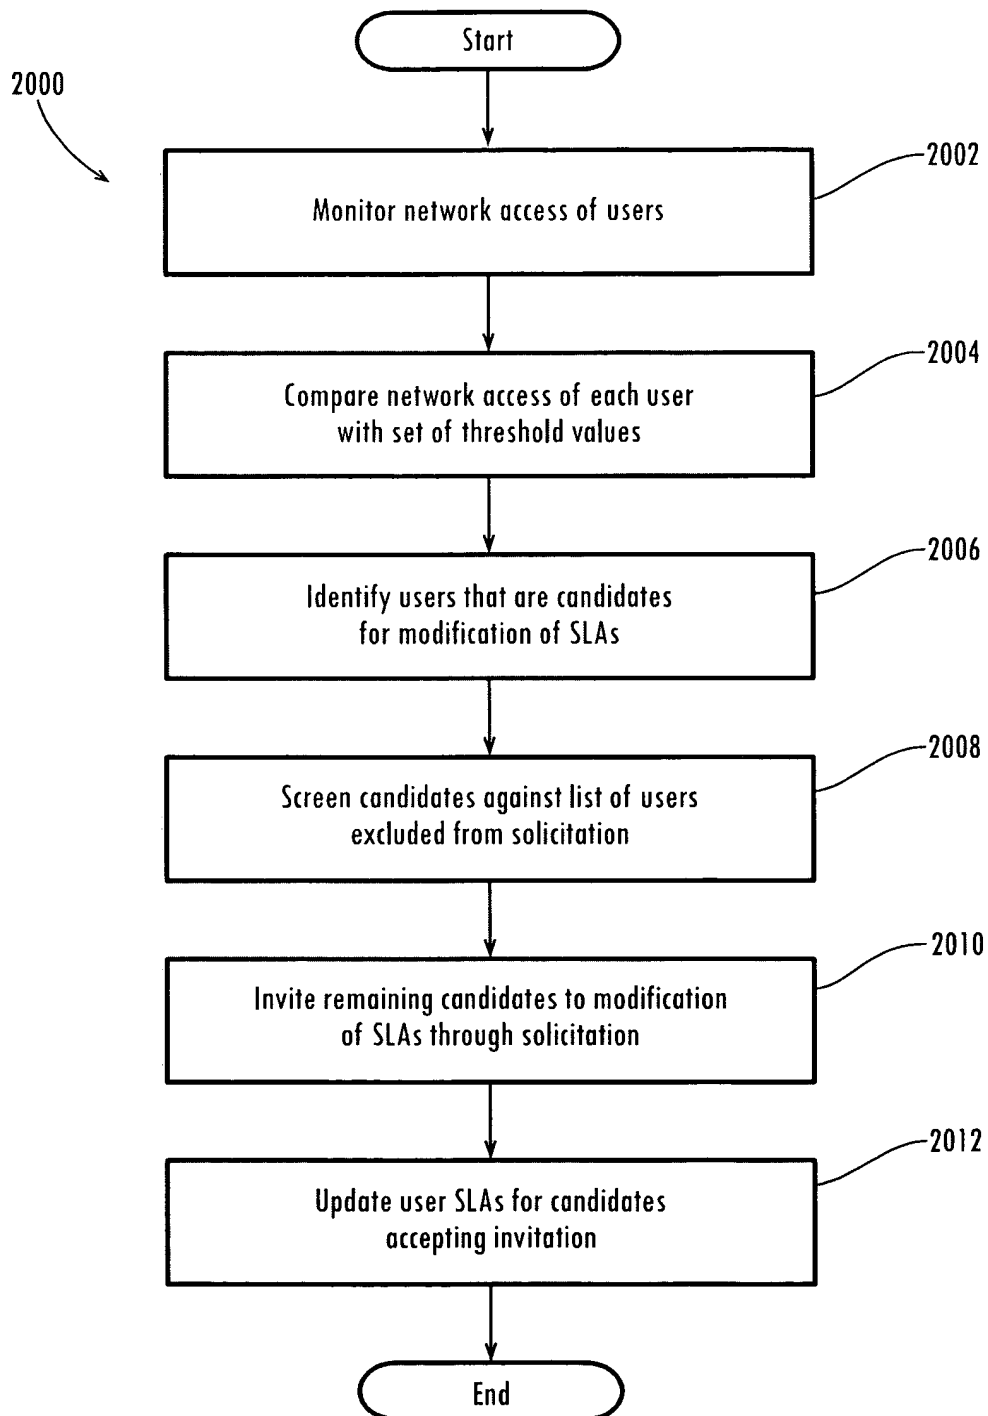 Start
2000
2002
Monitor network access of users
2004
Compare network access of each user
with set of threshold values
2006
Identify users that are candidates
for modification of SLAs
2008
Screen candidates against list of users
excluded from solicitation
2010
Invite remaining candidates to modification
of SLAs through solicitation
2012
Update user SLAs for candidates
accepting invitation
End